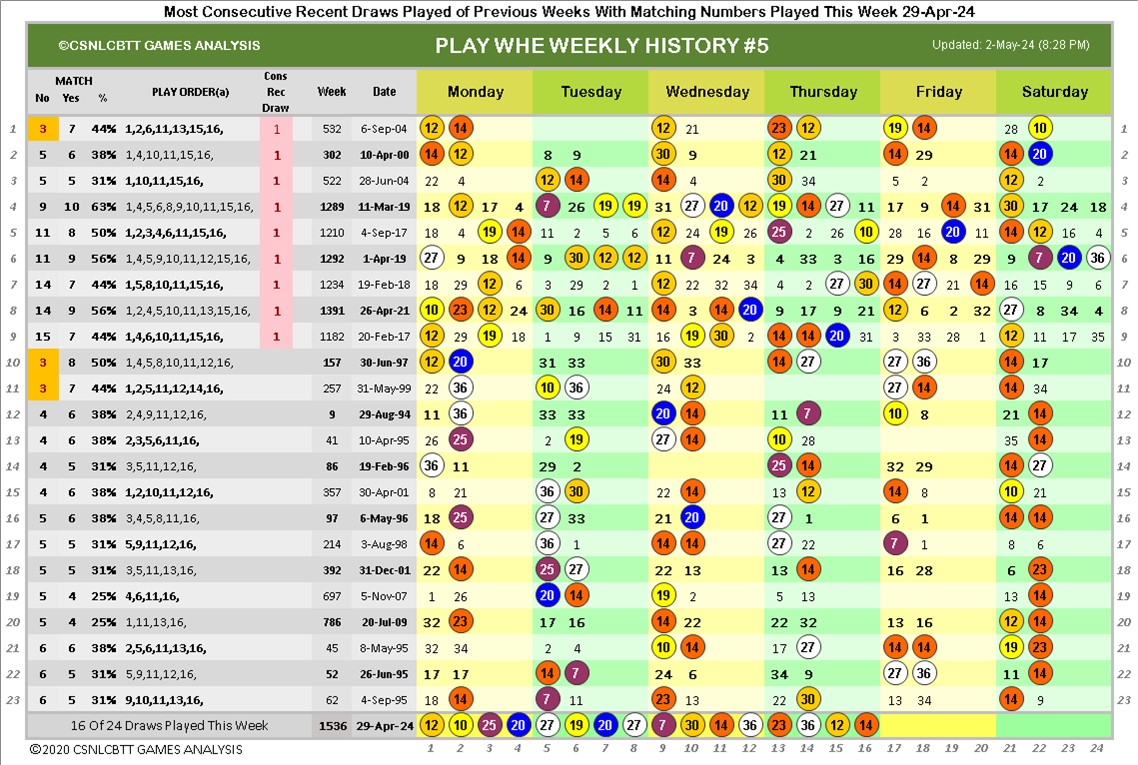 Most Consecutive Recent Draws Played of Previous Weeks With Matching Numbers Played This Week 29-Apr-24
©CSNLCBTT GAMES ANALYSIS PLAY WHE WEEKLY HISTORY #5 Updated: 2-May-24 (8:28 PM)
No MATCH Yes % PLAY ORDER(a) Cons Rec Draw Week Date Monday Tuesday Wednesday Thursday Friday Saturday
1 3 7 44% 1,2,6,11,13,15,16, 1 532 6-Sep-04 12 14 12 21 23 12 19 14 28 10 1
2 5 6 38% 1,4,10,11,15,16, 1 302 10-Apr-00 14 12 8 9 30 9 12 21 14 29 14 20 2
3 5 5 31% 1,10,11,15,16, 1 522 28-Jun-04 22 4 12 14 14 4 30 34 5 2 12 2 3
4 9 10 63% 1,4,5,6,8,9,10,11,15,16, 1 1289 11-Mar-19 18 12 17 4 7 26 19 19 31 27 20 12 19 14 27 11 17 9 14 31 30 17 24 18 4
5 11 8 50% 1,2,3,4,6,11,15,16, 1 1210 4-Sep-17 18 4 19 14 11 2 5 6 12 24 19 26 25 2 26 10 28 16 20 11 14 12 16 4 5
6 11 9 56% 1,4,5,9,10,11,12,15,16, 1 1292 1-Apr-19 27 9 18 14 9 30 12 12 11 7 24 3 4 33 3 16 29 14 8 29 9 7 20 36 6
7 14 7 44% 1,5,8,10,11,15,16, 1 1234 19-Feb-18 18 29 12 6 3 29 2 1 12 22 32 34 4 2 27 30 14 27 21 14 16 15 9 6 7
8 14 9 56% 1,2,4,5,10,11,13,15,16, 1 1391 26-Apr-21 10 23 12 24 30 16 14 11 14 3 14 20 9 17 9 21 12 6 2 32 27 8 34 4 8
9 15 7 44% 1,4,6,10,11,15,16, 1 1182 20-Feb-17 12 29 19 18 1 9 15 31 16 19 30 2 14 14 20 31 3 33 28 1 12 11 17 35 9
10 3 8 50% 1,4,5,8,10,11,12,16, 157 30-Jun-97 12 20 31 33 30 33 14 27 27 36 14 17 10
11 3 7 44% 1,2,5,11,12,14,16, 257 31-May-99 22 36 10 36 24 12 27 14 14 34 11
12 4 6 38% 2,4,9,11,12,16, 9 29-Aug-94 11 36 33 33 20 14 11 7 10 8 21 14 12
13 4 6 38% 2,3,5,6,11,16, 41 10-Apr-95 26 25 2 19 27 14 10 28 35 14 13
14 4 5 31% 3,5,11,12,16, 86 19-Feb-96 36 11 29 2 25 14 32 29 14 27 14
15 4 6 38% 1,2,10,11,12,16, 357 30-Apr-01 8 21 36 30 22 14 13 12 14 8 10 21 15
16 5 6 38% 3,4,5,8,11,16, 97 6-May-96 18 25 27 33 21 20 27 1 6 1 14 14 16
17 5 5 31% 5,9,11,12,16, 214 3-Aug-98 14 6 36 1 14 14 27 22 7 1 8 6 17
18 5 5 31% 3,5,11,13,16, 392 31-Dec-01 22 14 25 27 22 13 13 14 16 28 6 23 18
19 5 4 25% 4,6,11,16, 697 5-Nov-07 1 26 20 14 19 2 5 13 13 14 19
20 5 4 25% 1,11,13,16, 786 20-Jul-09 32 23 17 16 14 22 22 32 13 16 12 14 20
21 6 6 38% 2,5,6,11,13,16, 45 8-May-95 32 34 2 4 10 14 17 27 14 14 19 23 21
22 6 5 31% 5,9,11,12,16, 52 26-Jun-95 17 17 14 7 24 6 34 9 27 36 11 14 22
23 6 5 31% 9,10,11,13,16, 62 4-Sep-95 18 14 7 11 23 13 22 30 13 34 14 9 23
16 Of 24 Draws Played This Week 1536 29-Apr-24 12 10 25 20 27 19 20 27 7 30 14 36 23 36 12 14
©2020 CSNLCBTT GAMES ANALYSIS 1 2 3 4 5 6 7 8 9 10 11 12 13 14 15 16 17 18 19 20 21 22 23 24